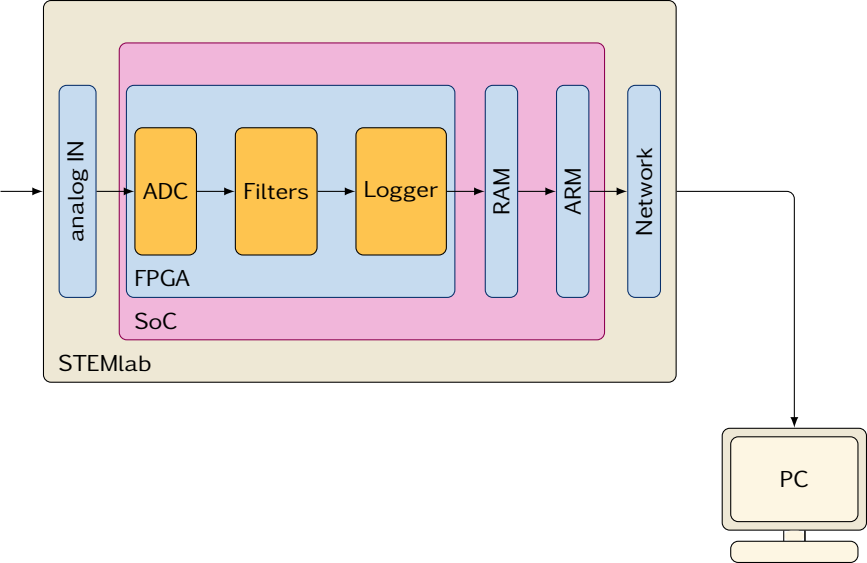 analog IN
ADC
Filters
Logger
RAM
ARM
Network
FPGA
SoC
STEMlab
PC